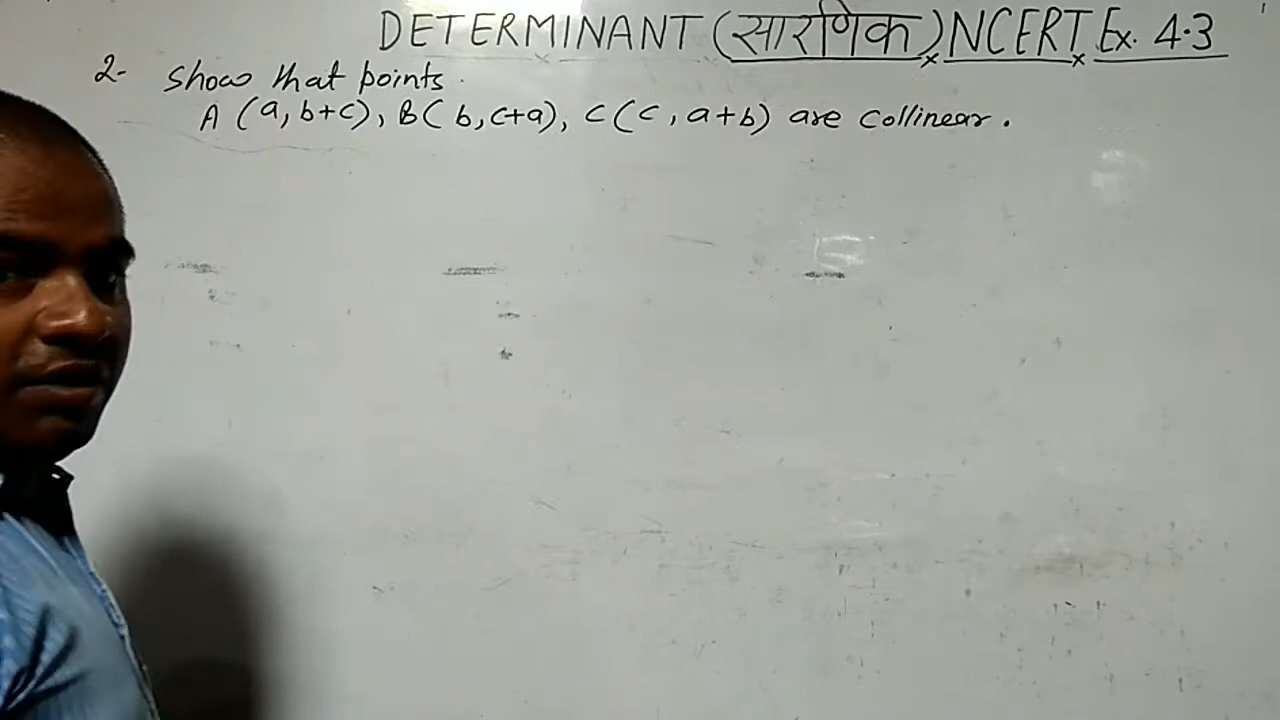 DETERMINANT (सारणिक) NCERT Ex. 4.3
2- Show that points
A (a, b+c), B( b, c+a), C (c, a+b) are Collinear.